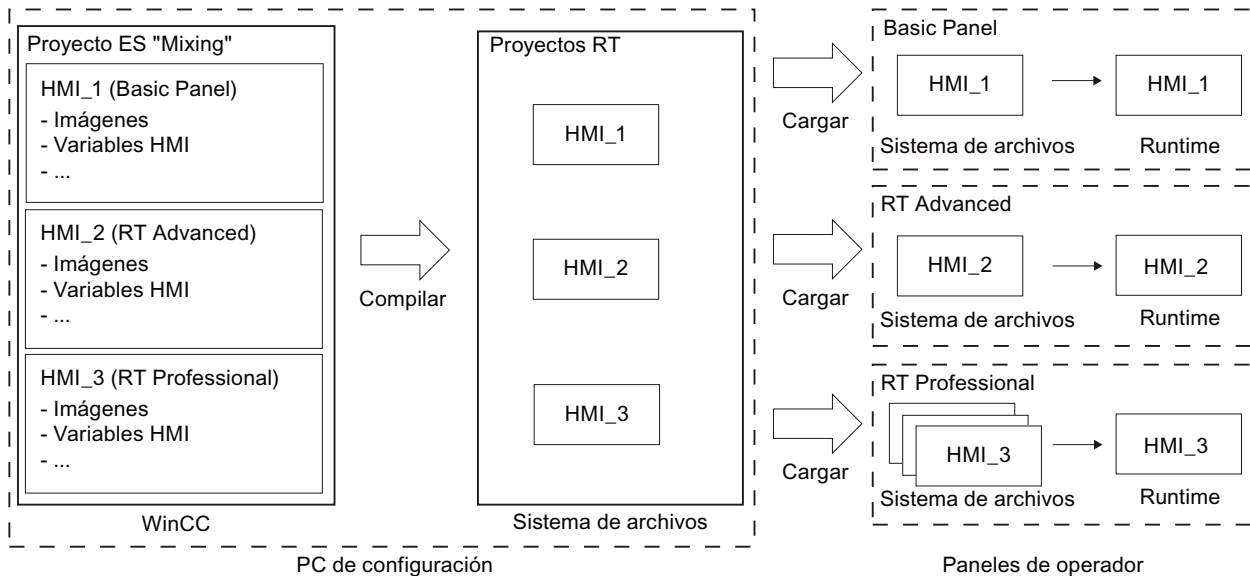 Proyecto ES "Mixing"
HMI_1 (Basic Panel)
- Imágenes
- Variables HMI
- ...
HMI_2 (RT Advanced)
- Imágenes
- Variables HMI
- ...
HMI_3 (RT Professional)
- Imágenes
- Variables HMI
- ...
WinCC
Compilar
Proyectos RT
HMI_1
HMI_2
HMI_3
Sistema de archivos
PC de configuración
Cargar
Cargar
Cargar
Basic Panel
HMI_1
HMI_1
Sistema de archivos
Runtime
RT Advanced
HMI_2
HMI_2
Sistema de archivos
Runtime
RT Professional
HMI_3
HMI_3
Sistema de archivos
Runtime
Paneles de operador